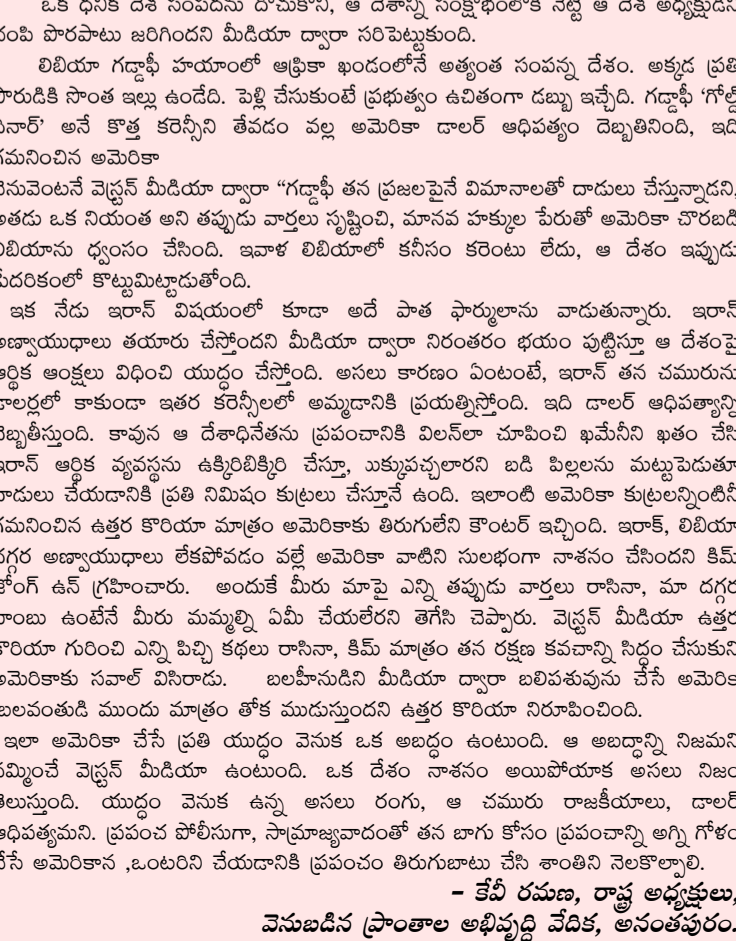 ఒక ధనిక దేశ సంపదను దోచుకొని, ఆ దేశాన్ని సంక్షోభంలోకి నెట్టి ఆ దేశ అధ్యక్షుడిని
చంపి పొరపాటు జరిగిందని మీడియా ద్వారా సరిపెట్టుకుంది.
లిబియా గడ్డాఫీ హయాంలో ఆఫ్రికా ఖండంలోనే అత్యంత సంపన్న దేశం. అక్కడ ప్రతి
పౌరుడికి సొంత ఇల్లు ఉండేది. పెళ్లి చేసుకుంటే ప్రభుత్వం ఉచితంగా డబ్బు ఇచ్చేది. గడ్డాఫీ 'గోల్డ్
దినార్' అనే కొత్త కరెన్సీని తేవడం వల్ల అమెరికా డాలర్ ఆధిపత్యం దెబ్బతినింది, ఇది
గమనించిన అమెరికా
వెనువెంటనే వెస్ట్రన్ మీడియా ద్వారా "గడ్డాఫీ తన ప్రజలపైనే విమానాలతో దాడులు చేస్తున్నాడని,
అతడు ఒక నియంత అని తప్పుడు వార్తలు సృష్టించి, మానవ హక్కుల పేరుతో అమెరికా చొరబడి
లిబియాను ధ్వంసం చేసింది. ఇవాళ లిబియాలో కనీసం కరెంటు లేదు, ఆ దేశం ఇప్పుడు
పేదరికంలో కొట్టుమిట్టాడుతోంది.
ఇక నేడు ఇరాన్ విషయంలో కూడా అదే పాత ఫార్ములాను వాడుతున్నారు. ఇరాన్
అణ్వాయుధాలు తయారు చేస్తోందని మీడియా ద్వారా నిరంతరం భయం పుట్టిస్తూ ఆ దేశంపై
ఆర్థిక ఆంక్షలు విధించి యుద్ధం చేస్తోంది. అసలు కారణం ఏంటంటే, ఇరాన్ తన చమురును
డాలర్లలో కాకుండా ఇతర కరెన్సీలలో అమ్మడానికి ప్రయత్నిస్తోంది. ఇది డాలర్ ఆధిపత్యాన్ని
దెబ్బతీస్తుంది. కావున ఆ దేశాధినేతను ప్రపంచానికి విలన్‌లా చూపించి ఖమేనీని ఖతం చేసి
ఇరాన్ ఆర్థిక వ్యవస్థను ఉక్కిరిబిక్కిరి చేస్తూ, ముక్కుపచ్చలారని బడి పిల్లలను మట్టుపెడుతూ
దాడులు చేయడానికి ప్రతి నిమిషం కుట్రలు చేస్తూనే ఉంది. ఇలాంటి అమెరికా కుట్రలన్నింటినీ
గమనించిన ఉత్తర కొరియా మాత్రం అమెరికాకు తిరుగులేని కౌంటర్ ఇచ్చింది. ఇరాక్, లిబియా
దగ్గర అణ్వాయుధాలు లేకపోవడం వల్లే అమెరికా వాటిని సులభంగా నాశనం చేసిందని కిమ్
జోంగ్ ఉన్ గ్రహించారు. అందుకే మీరు మాపై ఎన్ని తప్పుడు వార్తలు రాసినా, మా దగ్గర
బాంబు ఉంటేనే మీరు మమ్మల్ని ఏమీ చేయలేరని తెగేసి చెప్పారు. వెస్ట్రన్ మీడియా ఉత్తర
కొరియా గురించి ఎన్ని పిచ్చి కథలు రాసినా, కిమ్ మాత్రం తన రక్షణ కవచాన్ని సిద్ధం చేసుకుని
అమెరికాకు సవాల్ విసిరాడు. బలహీనుడిని మీడియా ద్వారా బలిపశువును చేసే అమెరికా
బలవంతుడి ముందు మాత్రం తోక ముడుస్తుందని ఉత్తర కొరియా నిరూపించింది.
ఇలా అమెరికా చేసే ప్రతి యుద్ధం వెనుక ఒక అబద్ధం ఉంటుంది. ఆ అబద్ధాన్ని నిజమని
నమ్మించే వెస్ట్రన్ మీడియా ఉంటుంది. ఒక దేశం నాశనం అయిపోయాక అసలు నిజం
తెలుస్తుంది. యుద్ధం వెనుక ఉన్న అసలు రంగు, ఆ చమురు రాజకీయాలు, డాలర్
ఆధిపత్యమని. ప్రపంచ పోలీసుగా, సామ్రాజ్యవాదంతో తన బాగు కోసం ప్రపంచాన్ని అగ్ని గోళం
చేసే అమెరికాన ,ఒంటరిని చేయడానికి ప్రపంచం తిరుగుబాటు చేసి శాంతిని నెలకొల్పాలి.
– కేవీ రమణ, రాష్ట్ర అధ్యక్షులు,
వెనుబడిన ప్రాంతాల అభివృద్ధి వేదిక, అనంతపురం.